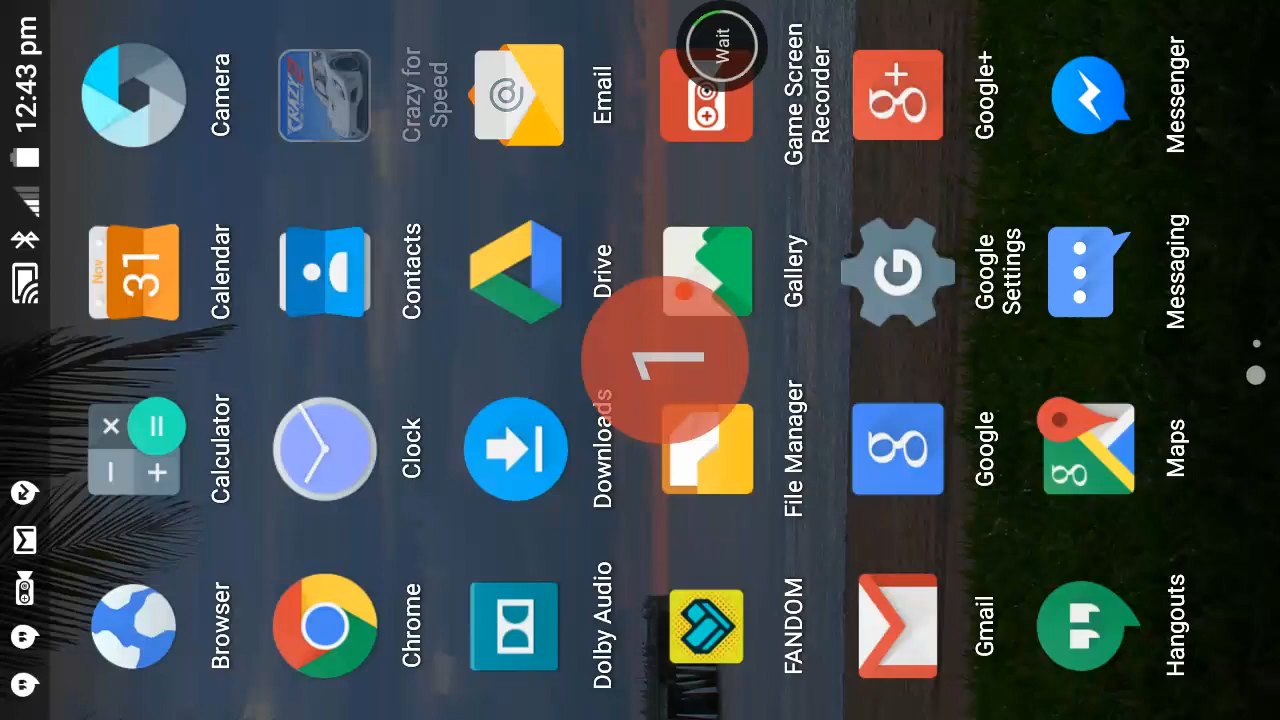 12:43 pm
Browser
Calculator
Nov
31
Calendar
Camera
Chrome
Clock
Contacts
Crazy for
Speed
Dolby Audio
Downloads
Drive
@
Email
FANDOM
File Manager
Gallery
Game Screen
Recorder
Wait
1
Gmail
g
Google
G
Google
Settings
g+
Google+
Hangouts
g
Maps
Messaging
Messenger